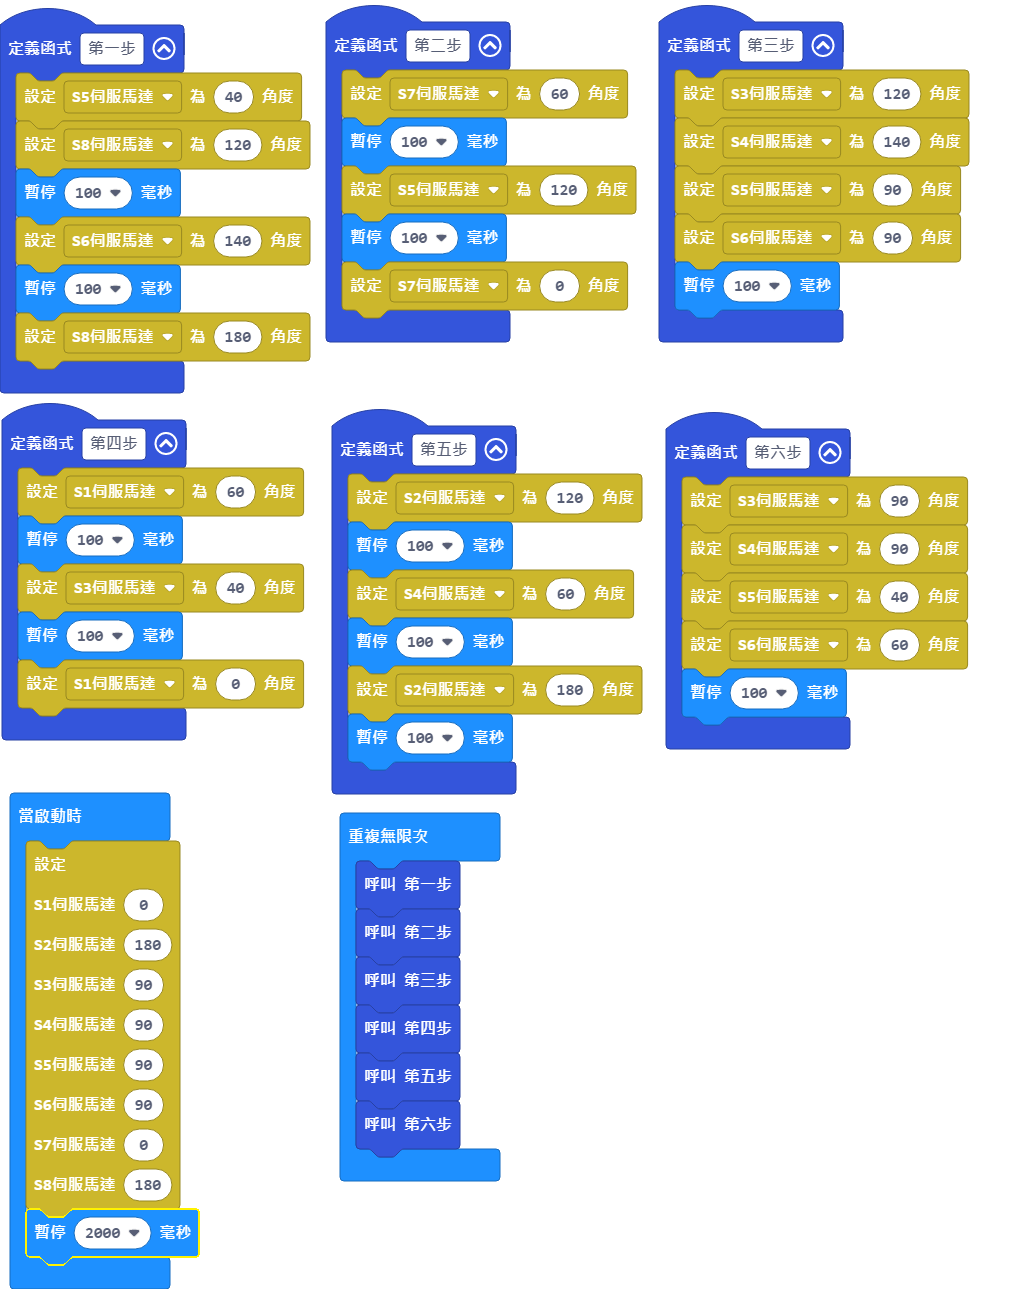 定義函式 第一步
設定 S5伺服馬達 為 40 角度
設定 S8伺服馬達 為 120 角度
暫停 100 毫秒
設定 S6伺服馬達 為 140 角度
暫停 100 毫秒
設定 S8伺服馬達 為 180 角度
定義函式 第二步
設定 S7伺服馬達 為 60 角度
暫停 100 毫秒
設定 S5伺服馬達 為 120 角度
暫停 100 毫秒
設定 S7伺服馬達 為 0 角度
定義函式 第三步
設定 S3伺服馬達 為 120 角度
設定 S4伺服馬達 為 140 角度
設定 S5伺服馬達 為 90 角度
設定 S6伺服馬達 為 90 角度
暫停 100 毫秒
定義函式 第四步
設定 S1伺服馬達 為 60 角度
暫停 100 毫秒
設定 S3伺服馬達 為 40 角度
暫停 100 毫秒
設定 S1伺服馬達 為 0 角度
定義函式 第五步
設定 S2伺服馬達 為 120 角度
暫停 100 毫秒
設定 S4伺服馬達 為 60 角度
暫停 100 毫秒
設定 S2伺服馬達 為 180 角度
暫停 100 毫秒
定義函式 第六步
設定 S3伺服馬達 為 90 角度
設定 S4伺服馬達 為 90 角度
設定 S5伺服馬達 為 40 角度
設定 S6伺服馬達 為 60 角度
暫停 100 毫秒
當啟動時
設定
S1伺服馬達 0
S2伺服馬達 180
S3伺服馬達 90
S4伺服馬達 90
S5伺服馬達 90
S6伺服馬達 90
S7伺服馬達 0
S8伺服馬達 180
暫停 2000 毫秒
重複無限次
呼叫 第一步
呼叫 第二步
呼叫 第三步
呼叫 第四步
呼叫 第五步
呼叫 第六步